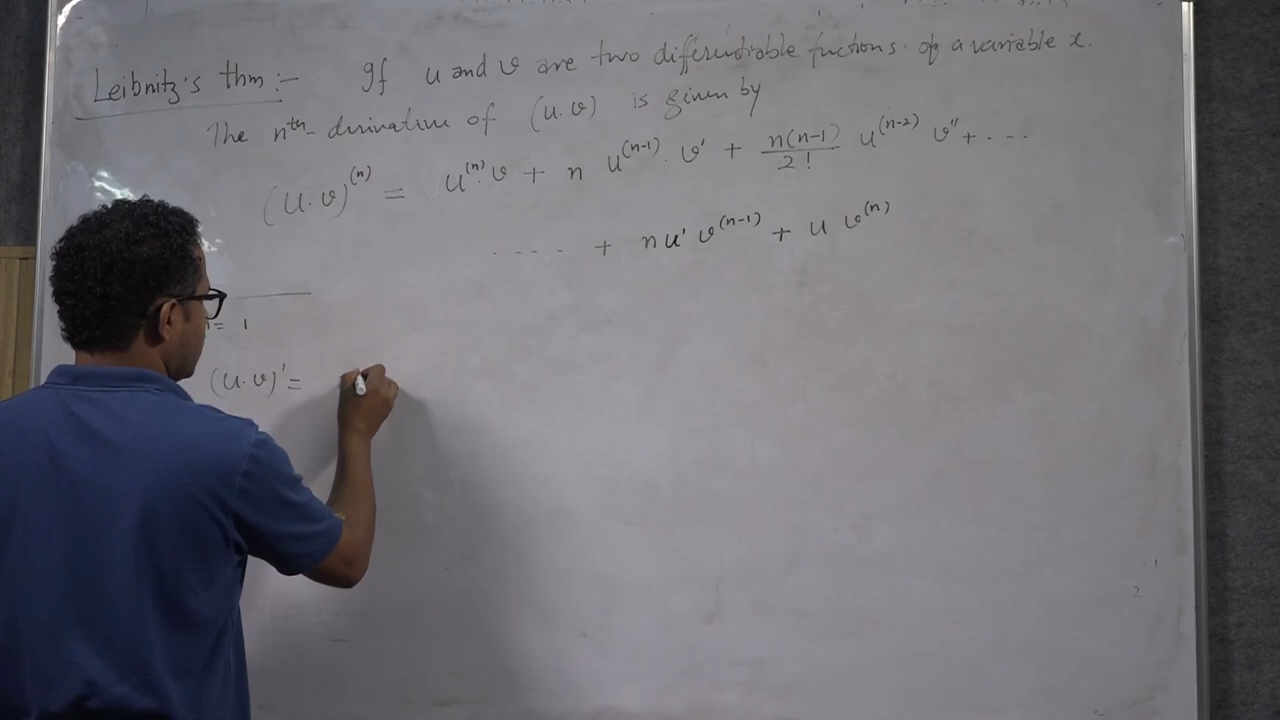 Leibnitz's thm :- If u and v are two differentiable fuctions of a variable x.
The nth derivative of (u.v) is given by
(u.v)^(n) = u^(n).v + n u^(n-1). v' + n(n-1)/2! u^(n-2) v'' + ....
..... + n u' v^(n-1) + u v^(n)
= 1
(u.v)' =